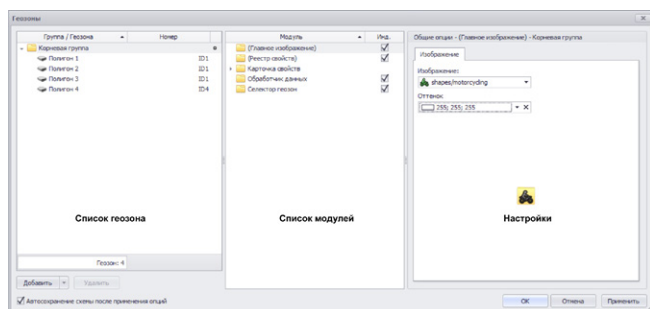 Геозоны
Группа / Геозона
Номер
Корневая группа
Полигон 1 ID1
Полигон 2 ID1
Полигон 3 ID1
Полигон 4 ID4
Список геозона
Геозон: 4
Добавить
Удалить
Автосохранение схемы после применения опций
Модуль
Инд.
(Главное изображение)
(Реестр свойств)
Карточка свойств
Обработчик данных
Селектор геозон
Список модулей
Общие опции - (Главное изображение) - Корневая группа
Изображение
Изображение:
shapes/motorcycling
Оттенок:
255; 255; 255
Настройки
OK
Отмена
Применить